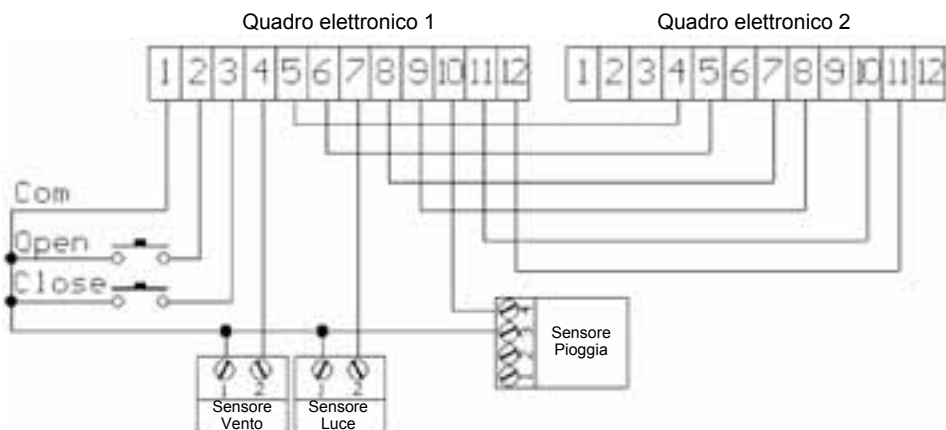 Quadro elettronico 1
Quadro elettronico 2
1 2 3 4 5 6 7 8 9 10 11 12
1 2 3 4 5 6 7 8 9 10 11 12
Com
Open
Close
Sensore
Pioggia
1 2
1 2
Sensore
Vento
Sensore
Luce